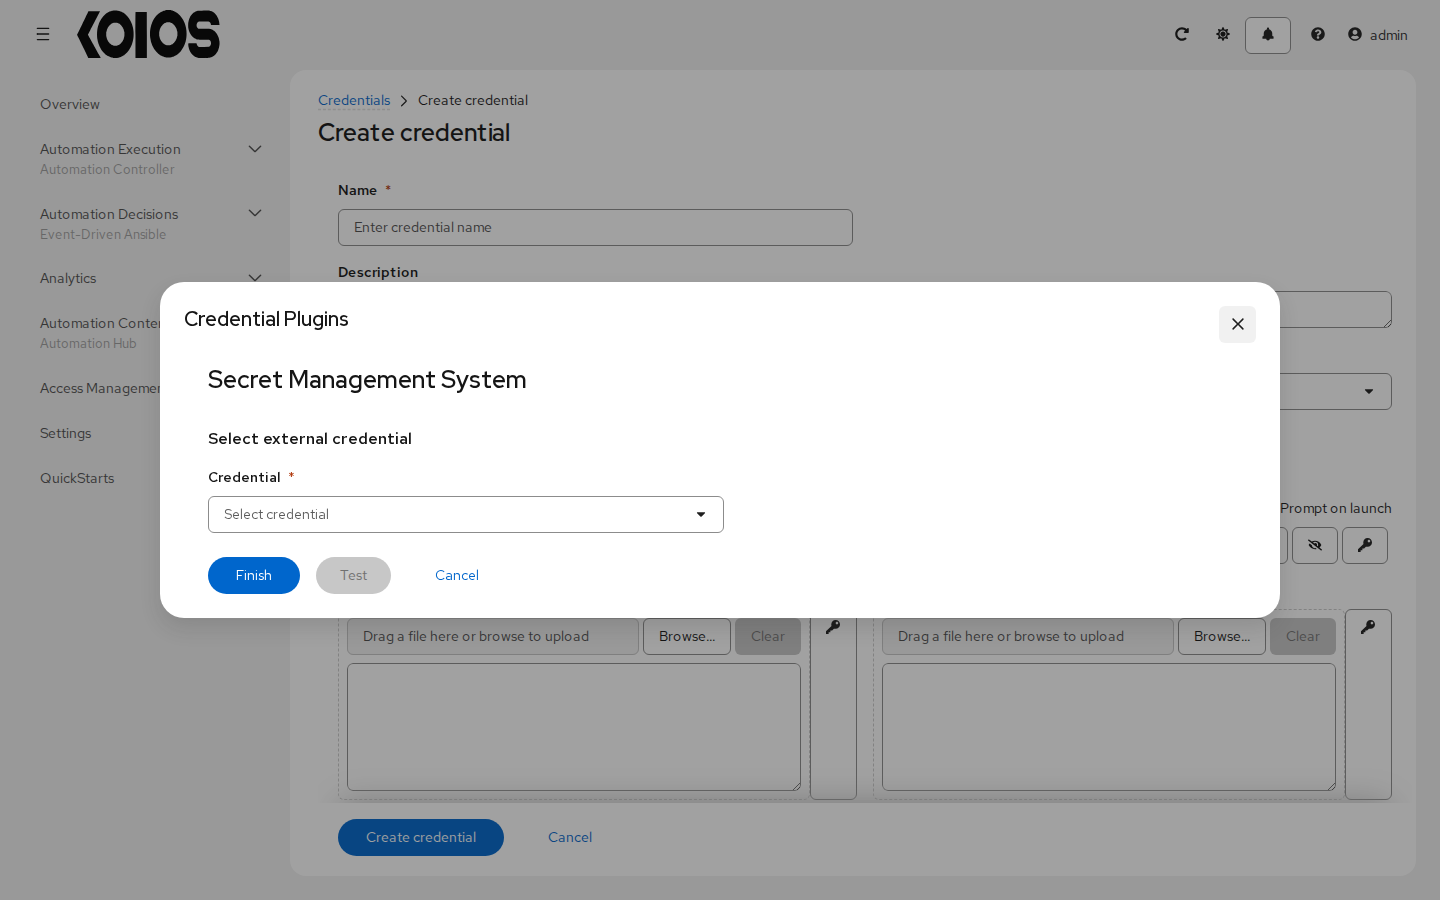 KOIOS
admin
Overview
Automation Execution
Automation Controller
Automation Decisions
Event-Driven Ansible
Analytics
Automation Conte
Automation Hub
Access Managemen
Settings
QuickStarts
Credentials
Create credential
Create credential
Name *
Enter credential name
Description
Credential Plugins
Secret Management System
Select external credential
Credential *
Select credential
Finish
Test
Cancel
Prompt on launch
Drag a file here or browse to upload
Browse...
Clear
Drag a file here or browse to upload
Browse...
Clear
Create credential
Cancel